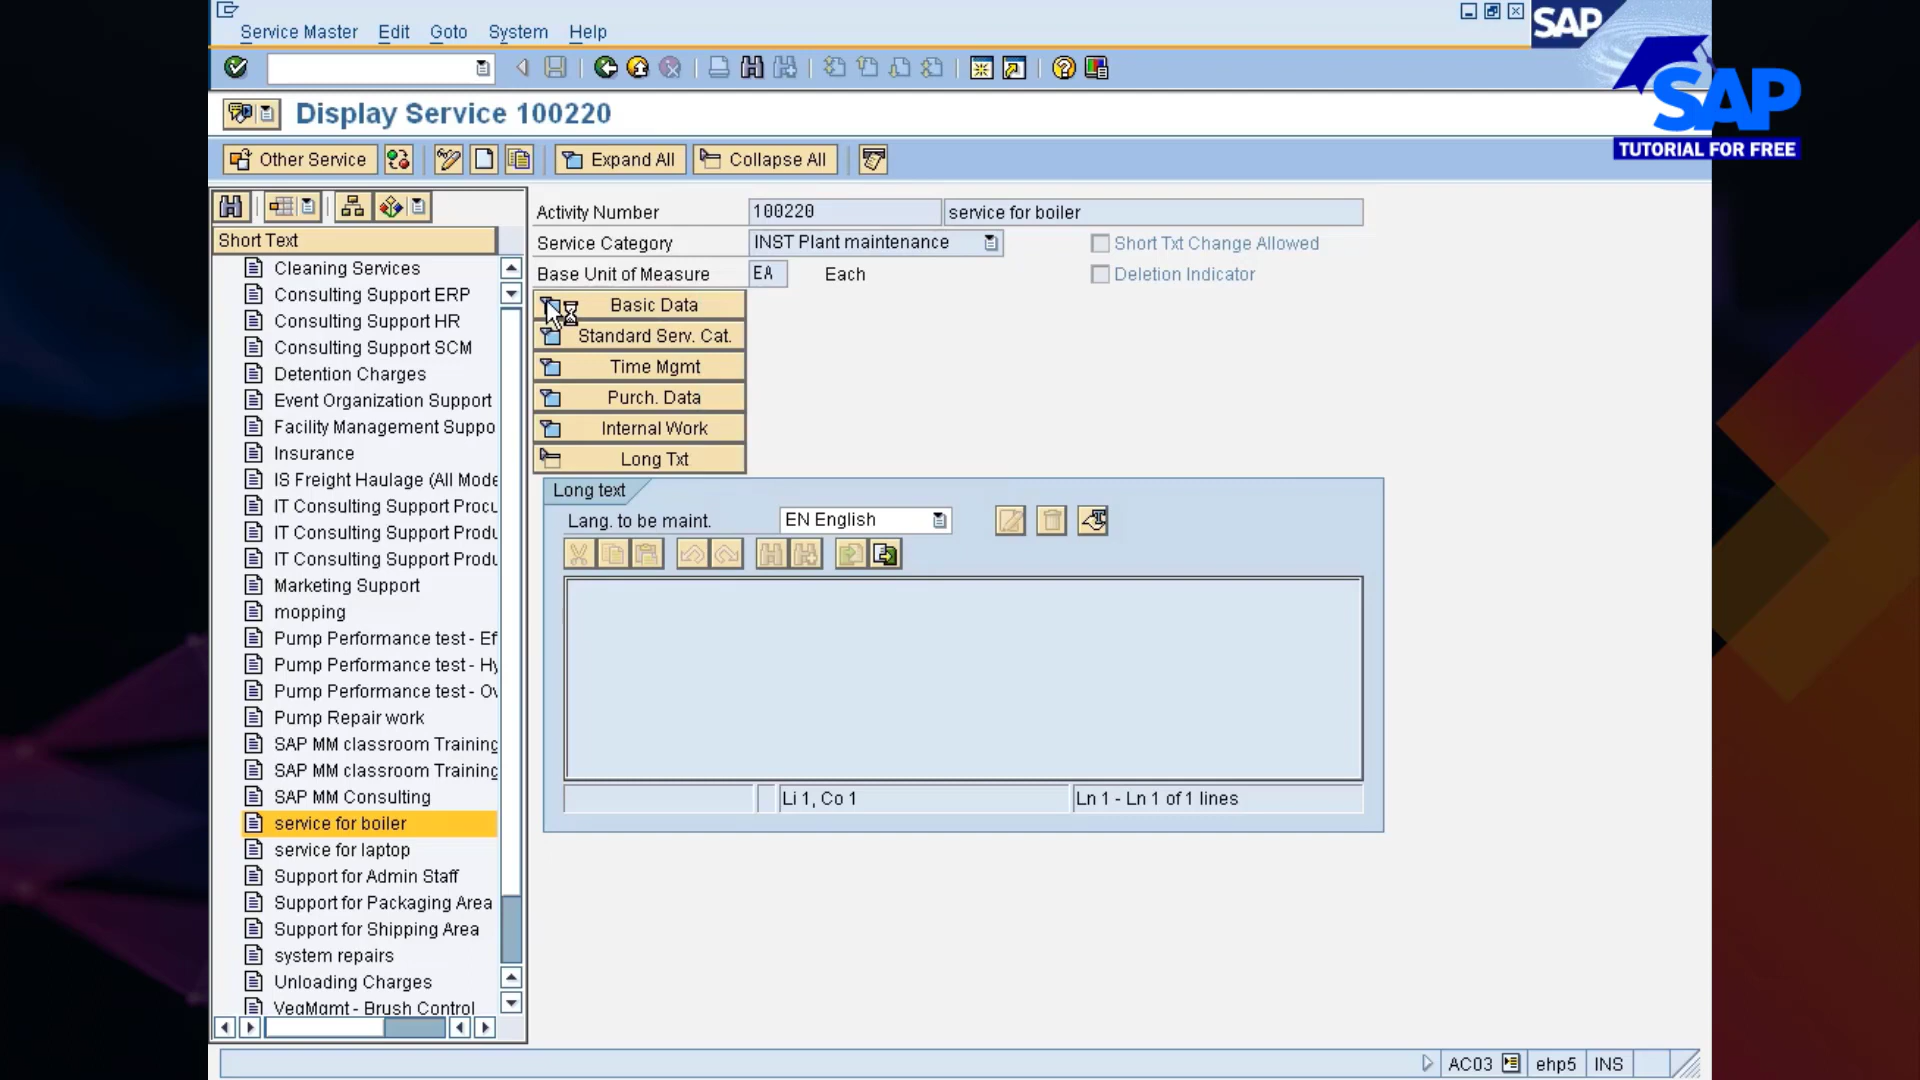 Service Master Edit Goto System Help
SAP
SAP
TUTORIAL FOR FREE
Display Service 100220
Other Service Expand All Collapse All
Short Text
Cleaning Services
Consulting Support ERP
Consulting Support HR
Consulting Support SCM
Detention Charges
Event Organization Support
Facility Management Suppo
Insurance
IS Freight Haulage (All Mode
IT Consulting Support Procu
IT Consulting Support Produ
IT Consulting Support Produ
Marketing Support
mopping
Pump Performance test - Ef
Pump Performance test - Hy
Pump Performance test - Ov
Pump Repair work
SAP MM classroom Training
SAP MM classroom Training
SAP MM Consulting
service for boiler
service for laptop
Support for Admin Staff
Support for Packaging Area
Support for Shipping Area
system repairs
Unloading Charges
VegMgmt - Brush Control
Activity Number 100220 service for boiler
Service Category INST Plant maintenance Short Txt Change Allowed
Base Unit of Measure EA Each Deletion Indicator
Basic Data
Standard Serv. Cat.
Time Mgmt
Purch. Data
Internal Work
Long Txt
Long text
Lang. to be maint. EN English
Li 1, Co 1 Ln 1 - Ln 1 of 1 lines
AC03 ehp5 INS